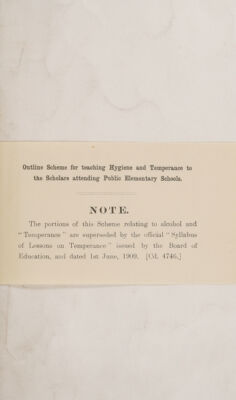 Outline Scheme for teaching Hygiene and Temperance to
the Scholars attending Public Elementary Schools.
NOTE.
The portions of this Scheme relating to alcohol and
"Temperance" are superseded by the official "Syllabus
of Lessons on Temperance" issued by the Board of
Education, and dated 1st June, 1909. [Cd. 4746.]